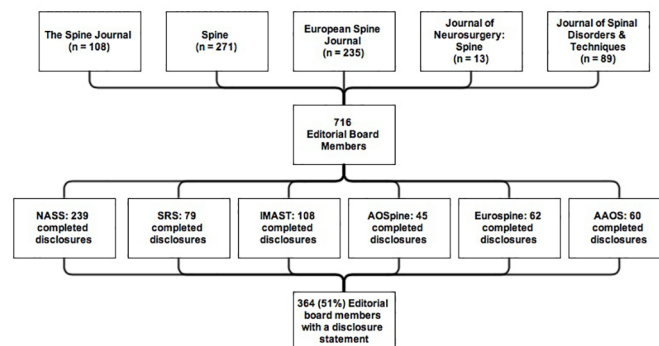 The Spine Journal
(n = 108)
Spine
(n = 271)
European Spine
Journal
(n = 235)
Journal of
Neurosurgery:
Spine
(n = 13)
Journal of Spinal
Disorders &
Techniques
(n = 89)
716
Editorial Board
Members
NASS: 239
completed
disclosures
SRS: 79
completed
disclosures
IMAST: 108
completed
disclosures
AOSpine: 45
completed
disclosures
Eurospine: 62
completed
disclosures
AAOS: 60
completed
disclosures
364 (51%) Editorial
board members
with a disclosure
statement